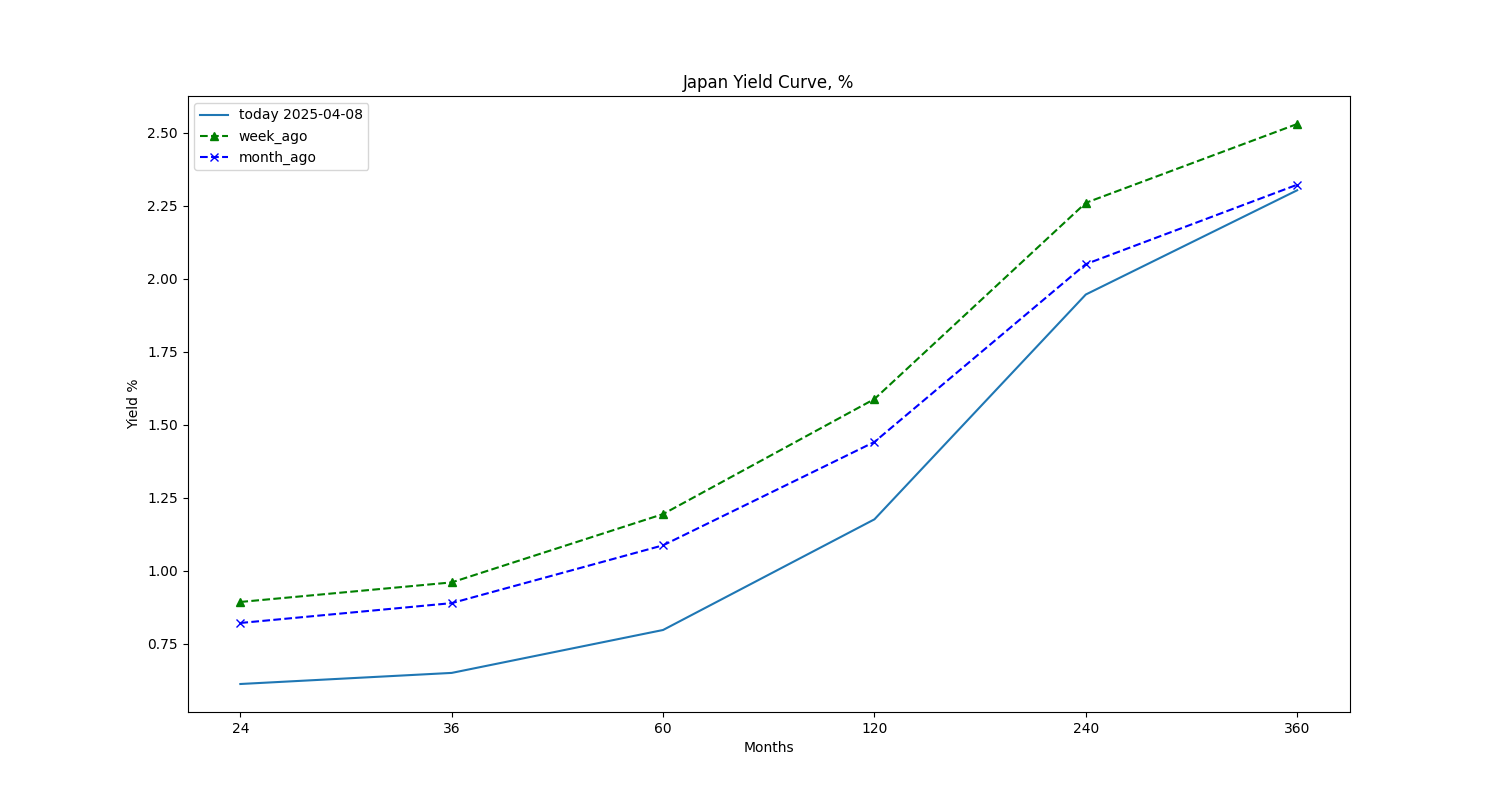 Japan Yield Curve, %
today 2025-04-08
week_ago
month_ago
2.50
2.25
2.00
1.75
1.50
1.25
1.00
0.75
Yield %
24 36 60 120 240 360
Months